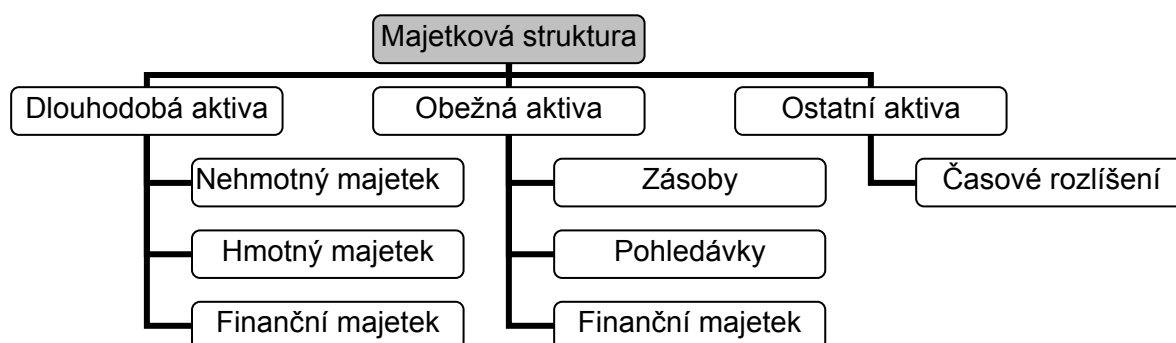 Majetková struktura
Dlouhodobá aktiva
Obežná aktiva
Ostatní aktiva
Nehmotný majetek
Zásoby
Časové rozlíšení
Hmotný majetek
Pohledávky
Finanční majetek
Finanční majetek